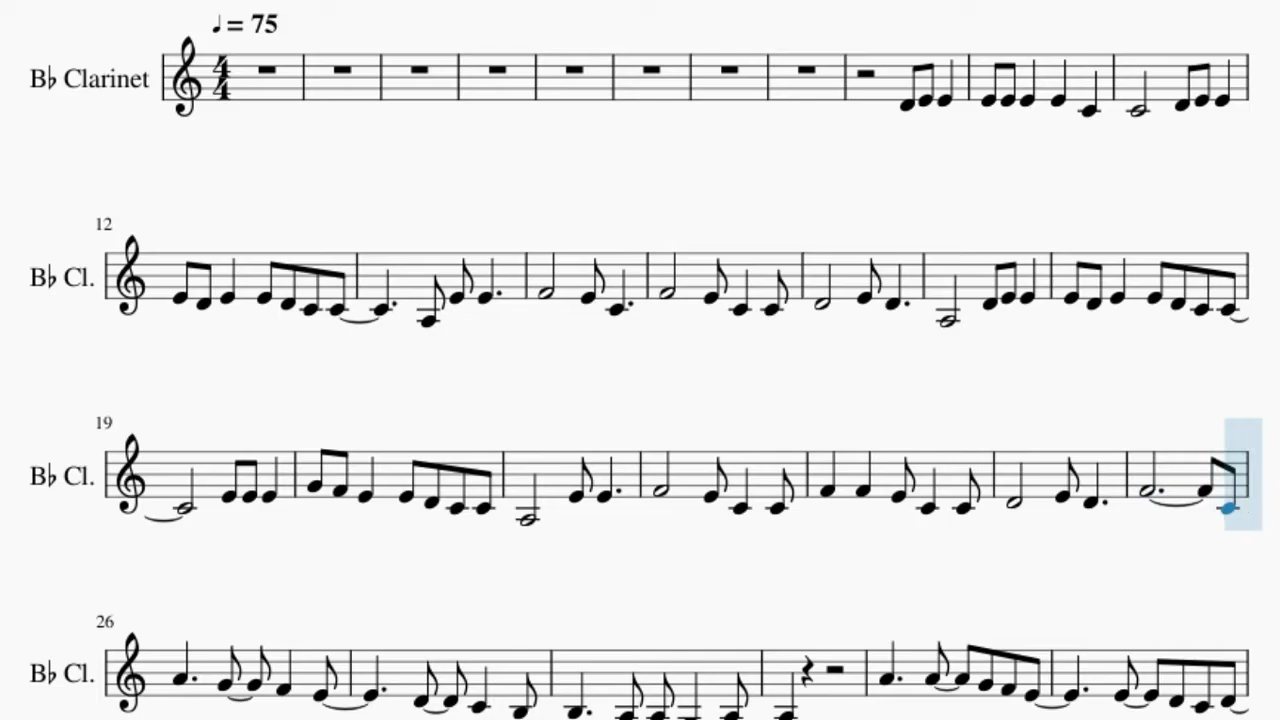 ♩ = 75
B♭ Clarinet
4
4
12
B♭ Cl.
19
B♭ Cl.
26
B♭ Cl.